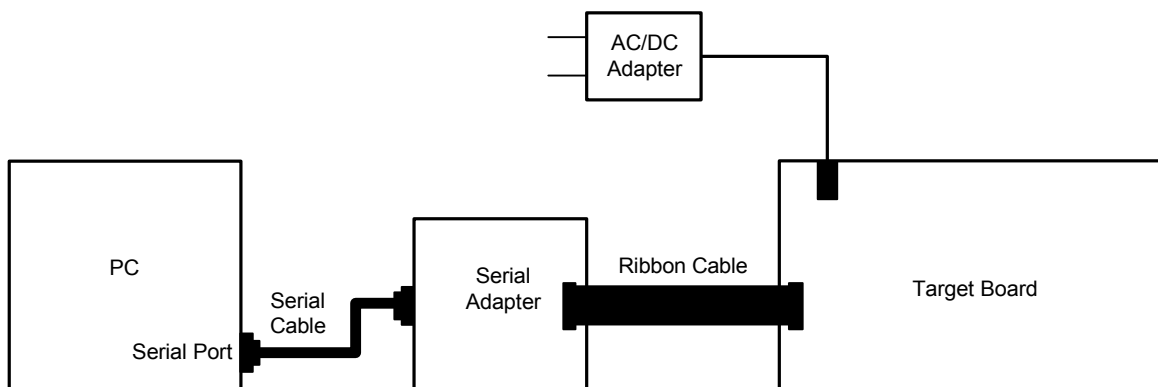 AC/DC
Adapter
PC
Serial
Adapter
Ribbon Cable
Target Board
Serial
Cable
Serial Port